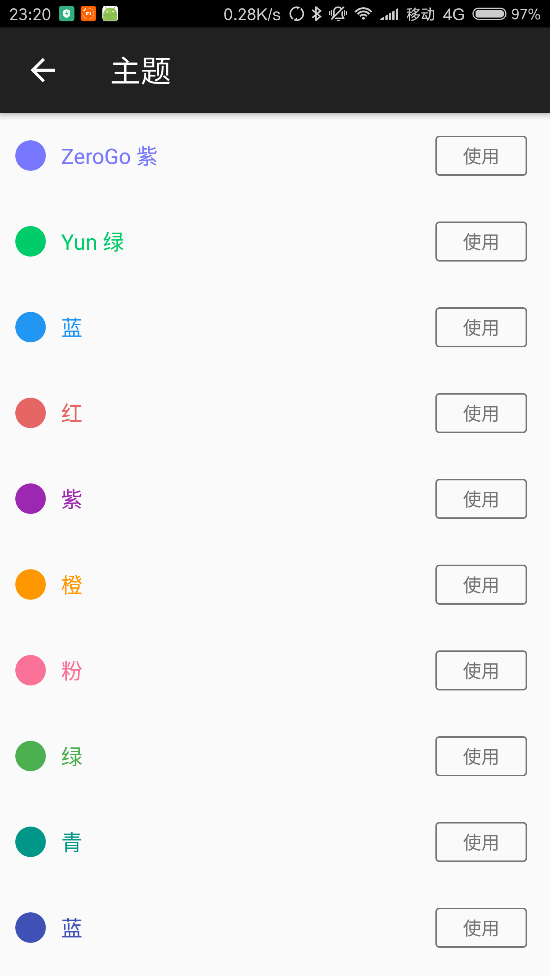 23:20 0.28K/s 移动 4G 97%
主题
ZeroGo 紫 使用
Yun 绿 使用
蓝 使用
红 使用
紫 使用
橙 使用
粉 使用
绿 使用
青 使用
蓝 使用